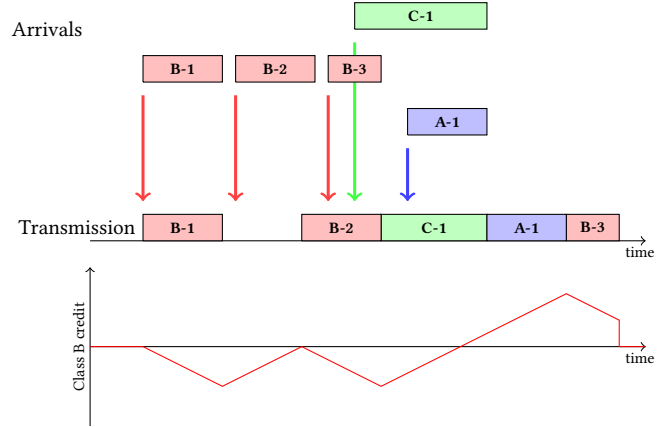 C-1
Arrivals
B-1 B-2 B-3
A-1
Transmission B-1 B-2 C-1 A-1 B-3
time
Class B credit
time